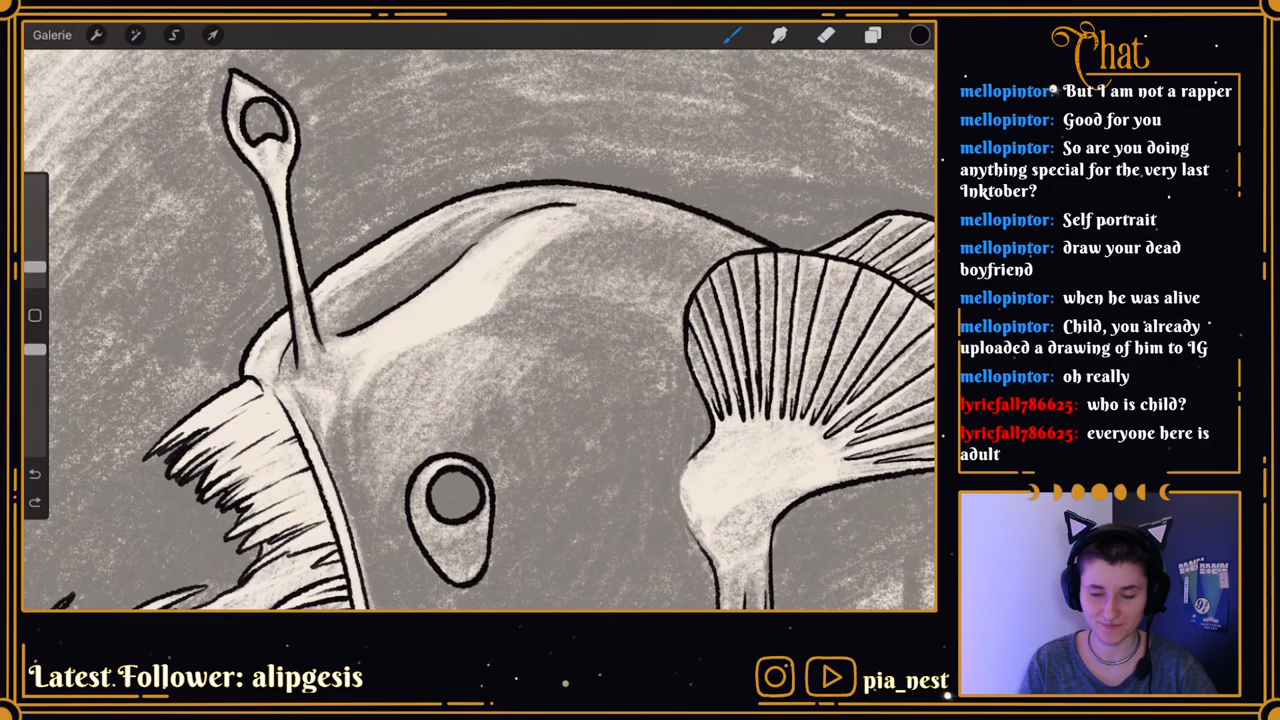 Galerie
Chat
mellopintor: But I am not a rapper
mellopintor: Good for you
mellopintor: So are you doing
anything special for the very last
Inktober?
mellopintor: Self portrait
mellopintor: draw your dead
boyfriend
mellopintor: when he was alive
mellopintor: Child, you already
uploaded a drawing of him to IG
mellopintor: oh really
lyricfall786625: who is child?
lyricfall786625: everyone here is
adult
Latest Follower: alipgesis
pia_nest